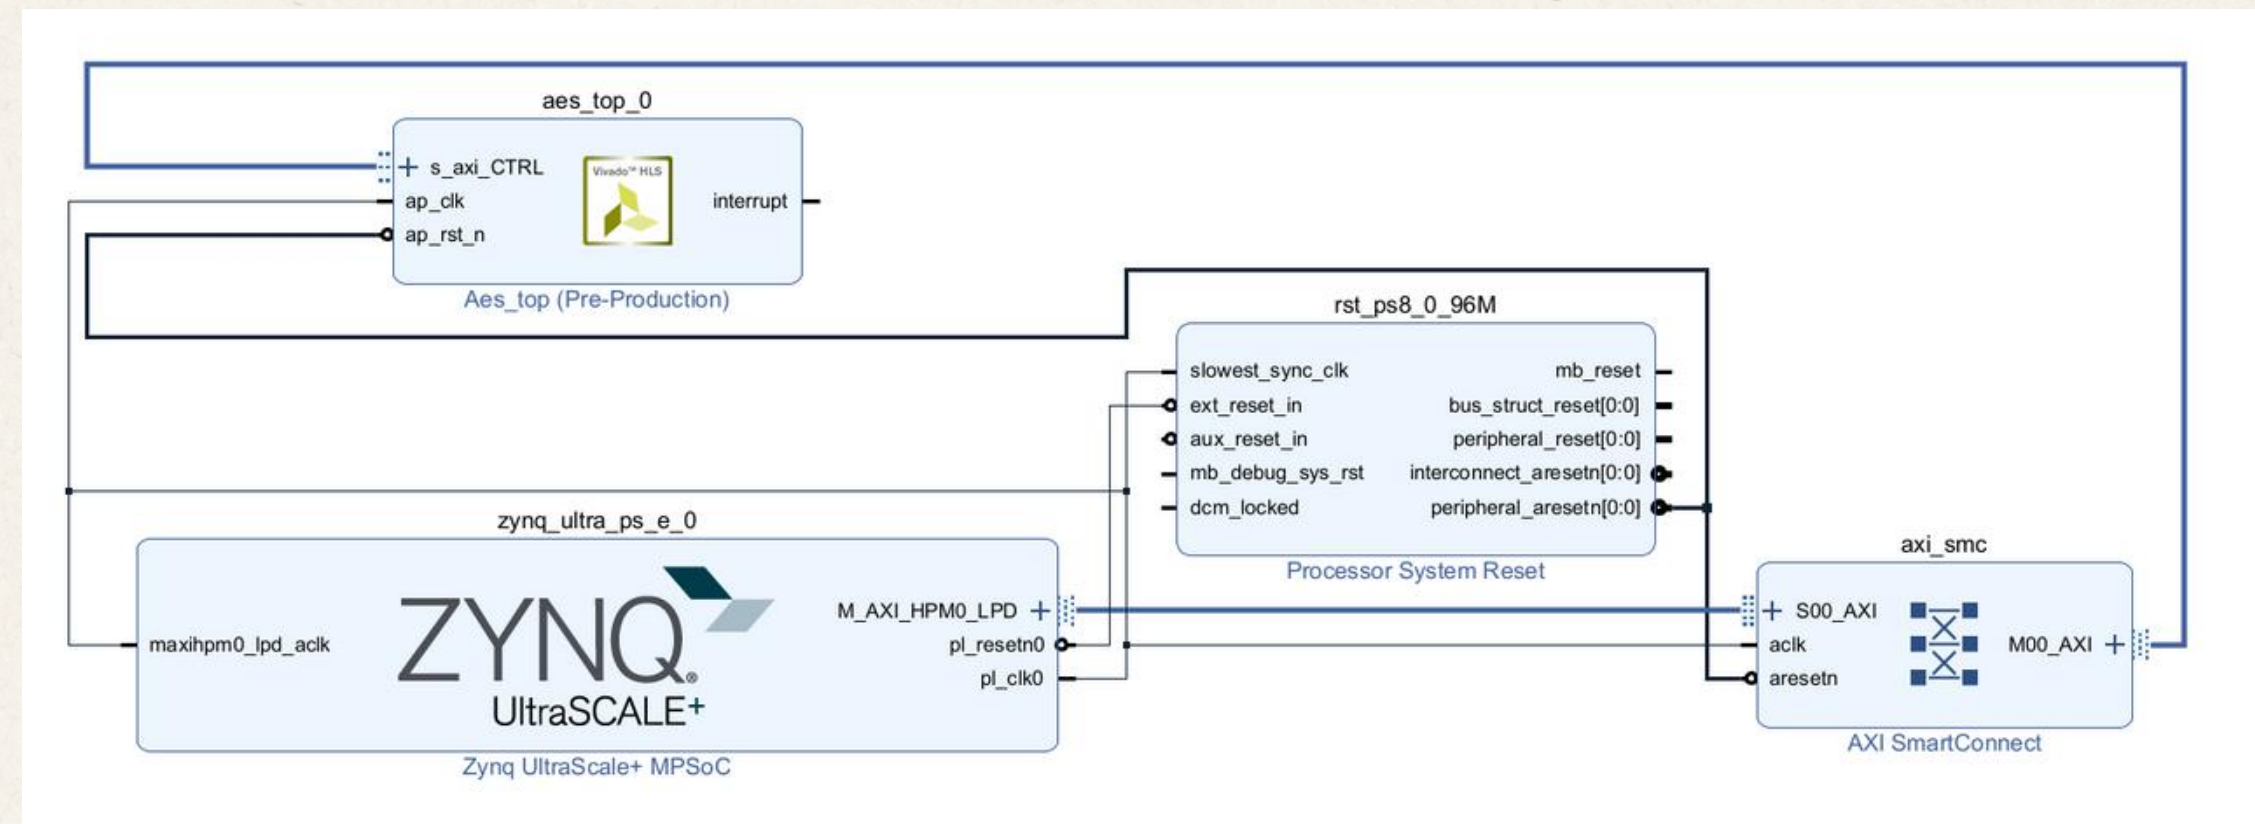 aes_top_0
s_axi_CTRL
ap_clk
ap_rst_n
Vivado™ HLS
interrupt
Aes_top (Pre-Production)
rst_ps8_0_96M
slowest_sync_clk
ext_reset_in
aux_reset_in
mb_debug_sys_rst
dcm_locked
mb_reset
bus_struct_reset[0:0]
peripheral_reset[0:0]
interconnect_aresetn[0:0]
peripheral_aresetn[0:0]
Processor System Reset
zynq_ultra_ps_e_0
maxihpm0_lpd_aclk
ZYNQ®
UltraSCALE+
M_AXI_HPM0_LPD
pl_resetn0
pl_clk0
Zynq UltraScale+ MPSoC
axi_smc
S00_AXI
aclk
aresetn
M00_AXI
AXI SmartConnect